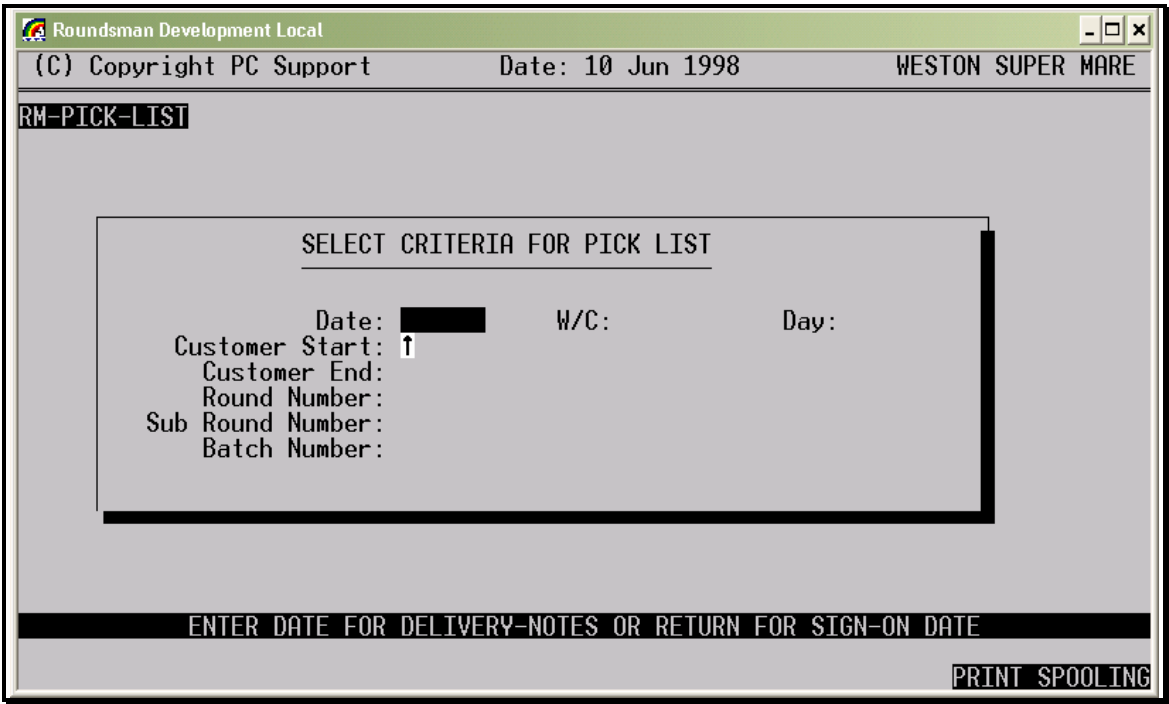 Roundsman Development Local
(C) Copyright PC Support Date: 10 Jun 1998 WESTON SUPER MARE
RM-PICK-LIST
SELECT CRITERIA FOR PICK LIST
Date: W/C: Day:
Customer Start: ↑
Customer End:
Round Number:
Sub Round Number:
Batch Number:
ENTER DATE FOR DELIVERY-NOTES OR RETURN FOR SIGN-ON DATE
PRINT SPOOLING